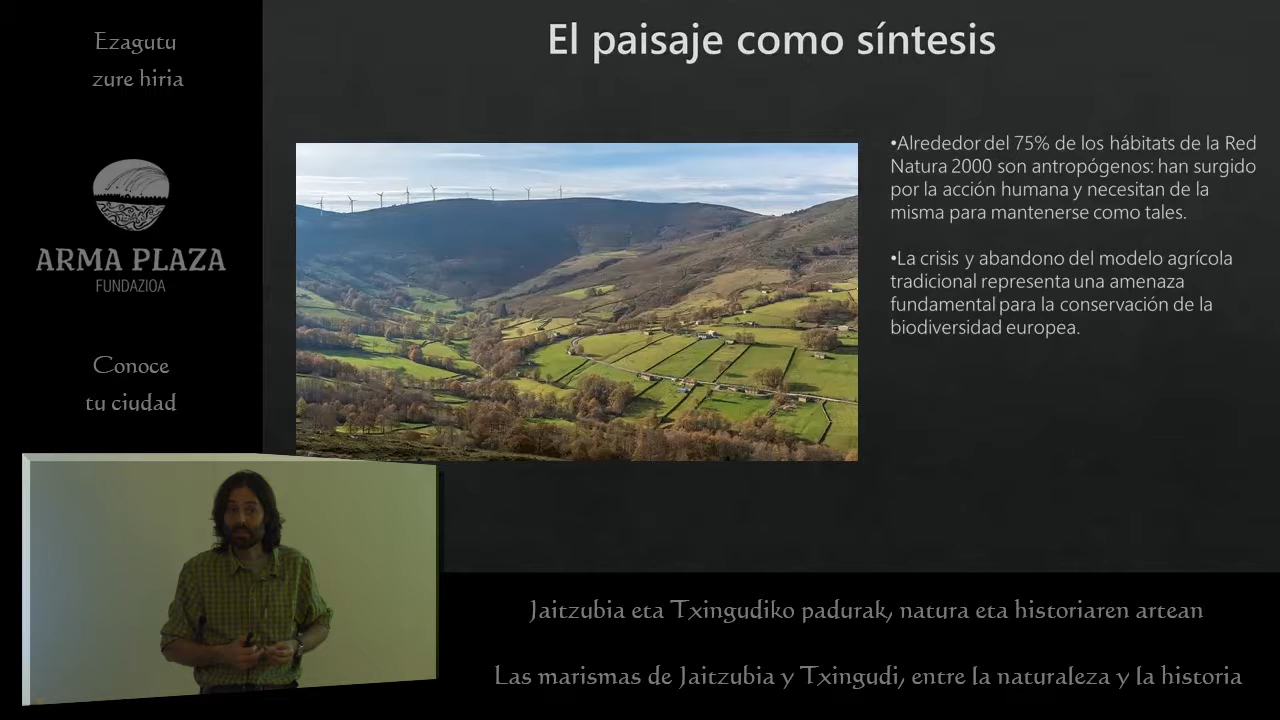 Ezagutu
zure hiria
ARMA PLAZA
FUNDAZIOA
Conoce
tu ciudad
El paisaje como síntesis
•Alrededor del 75% de los hábitats de la Red
Natura 2000 son antropógenos: han surgido
por la acción humana y necesitan de la
misma para mantenerse como tales.
•La crisis y abandono del modelo agrícola
tradicional representa una amenaza
fundamental para la conservación de la
biodiversidad europea.
Jaitzubia eta Txingudiko padurak, natura eta historiaren artean
Las marismas de Jaitzubia y Txingudi, entre la naturaleza y la historia